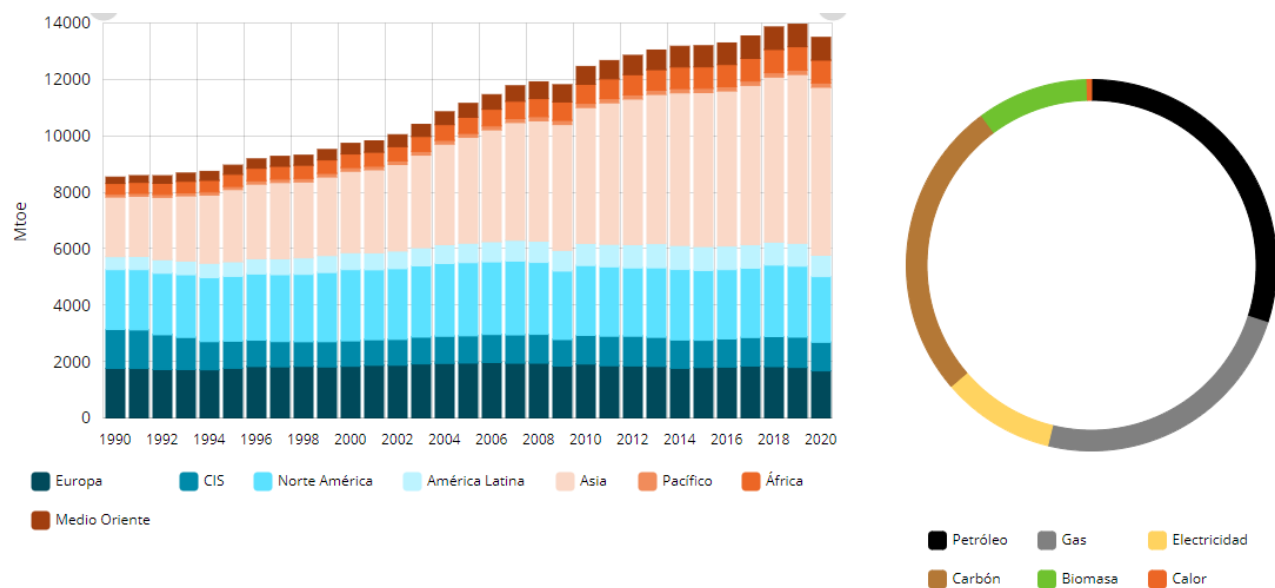 14000
12000
10000
8000
6000
4000
2000
0
Mtoe
1990 1992 1994 1996 1998 2000 2002 2004 2006 2008 2010 2012 2014 2016 2018 2020
Europa CIS Norte América América Latina Asia Pacífico África
Medio Oriente
Petróleo Gas Electricidad
Carbón Biomasa Calor